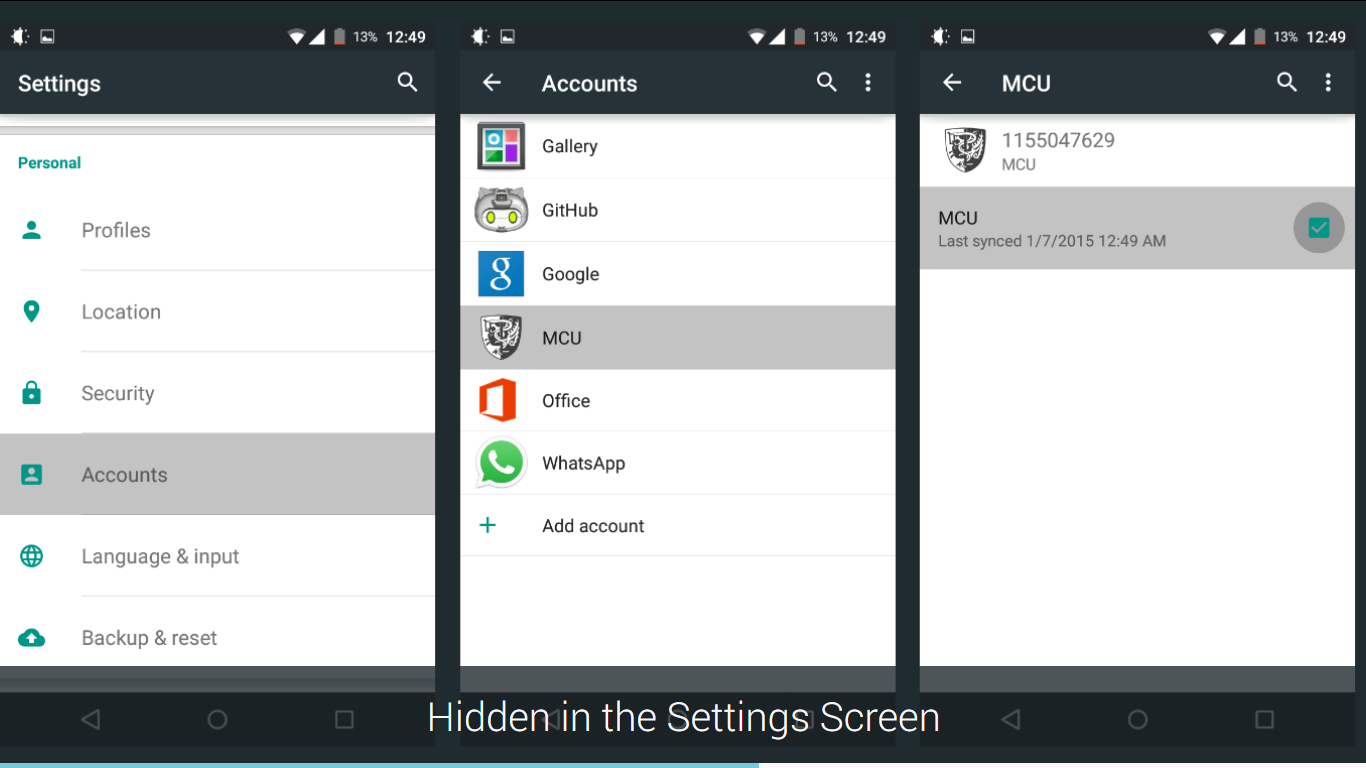 13% 12:49
Settings
Personal
Profiles
Location
Security
Accounts
Language & input
Backup & reset
13% 12:49
Accounts
Gallery
GitHub
Google
MCU
Office
WhatsApp
Add account
13% 12:49
MCU
1155047629
MCU
MCU
Last synced 1/7/2015 12:49 AM
Hidden in the Settings Screen